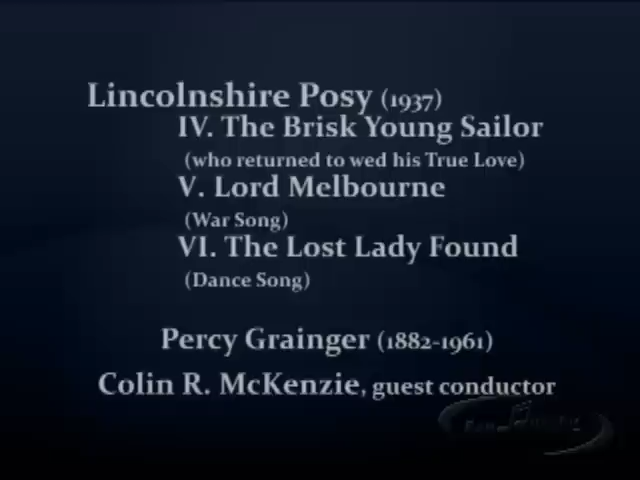 Lincolnshire Posy (1937)
IV. The Brisk Young Sailor
(who returned to wed his True Love)
V. Lord Melbourne
(War Song)
VI. The Lost Lady Found
(Dance Song)
Percy Grainger (1882-1961)
Colin R. McKenzie, guest conductor